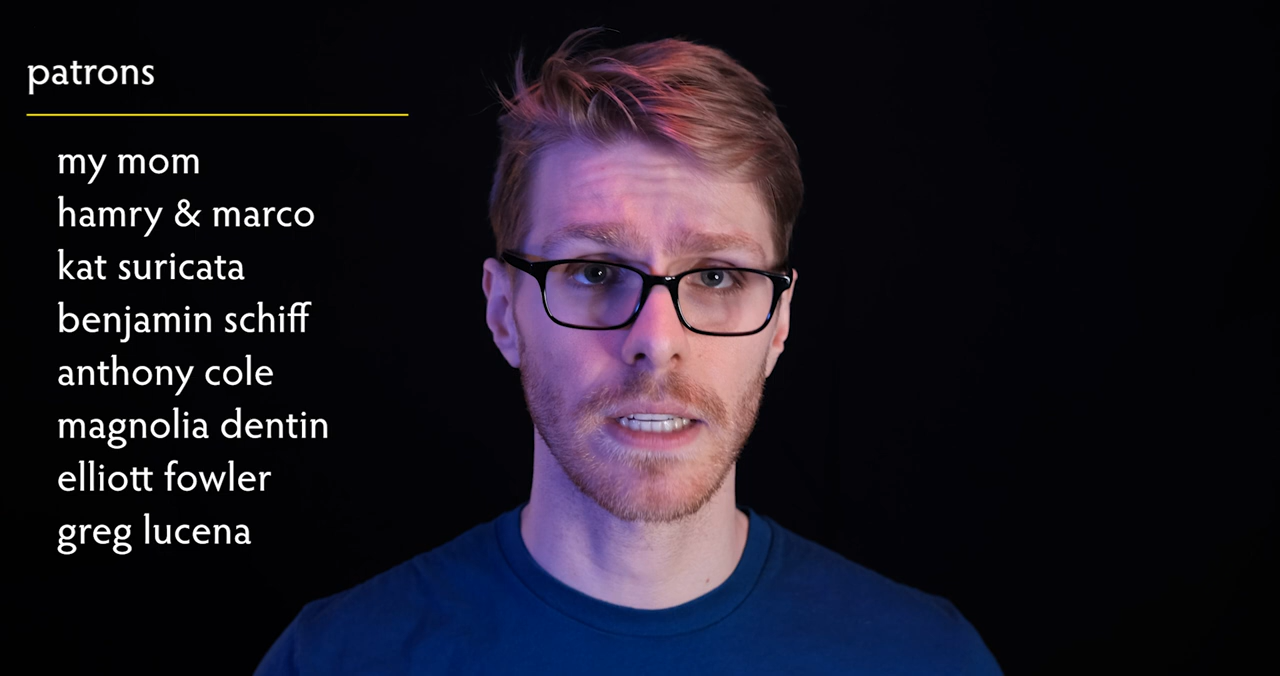 patrons
my mom
hamry & marco
kat suricata
benjamin schiff
anthony cole
magnolia dentin
elliott fowler
greg lucena